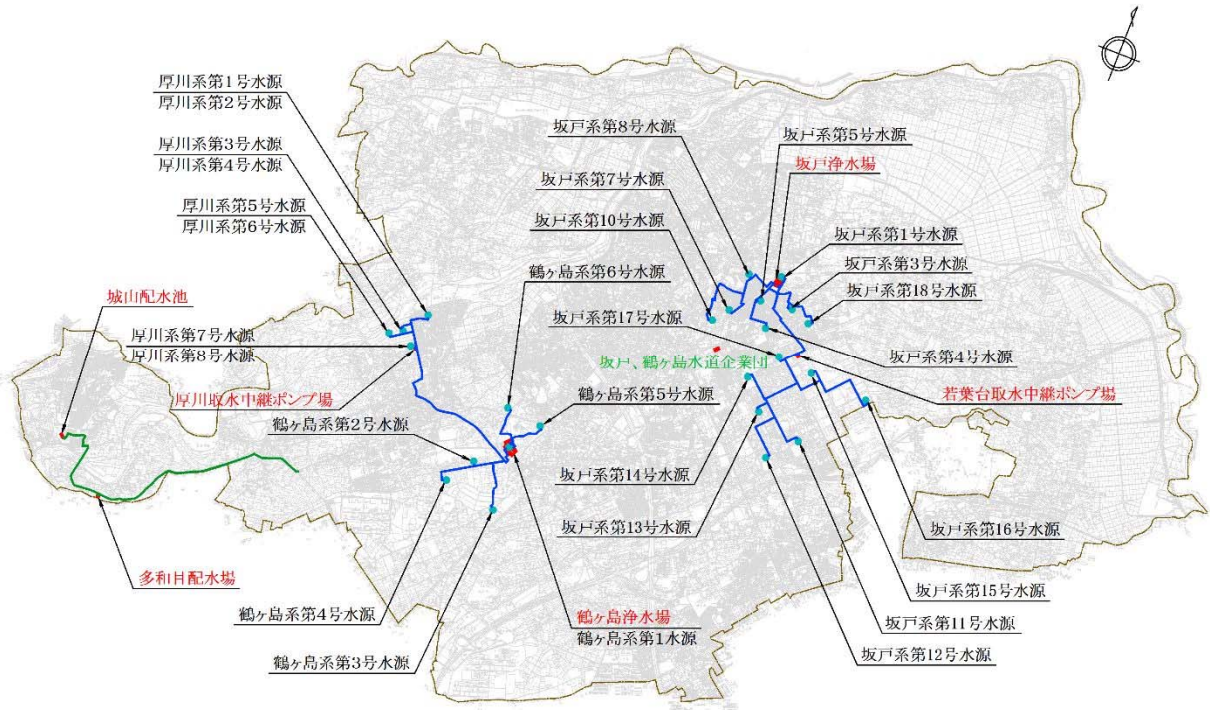 厚川系第1号水源
厚川系第2号水源
厚川系第3号水源
厚川系第4号水源
厚川系第5号水源
厚川系第6号水源
城山配水池
厚川系第7号水源
厚川系第8号水源
厚川取水中継ポンプ場
鶴ヶ島系第2号水源
鶴ヶ島系第6号水源
鶴ヶ島系第5号水源
多和目配水場
鶴ヶ島系第4号水源
鶴ヶ島系第3号水源
鶴ヶ島浄水場
鶴ヶ島系第1水源
坂戸系第8号水源
坂戸系第7号水源
坂戸系第10号水源
坂戸系第5号水源
坂戸浄水場
坂戸系第1号水源
坂戸系第3号水源
坂戸系第18号水源
坂戸系第17号水源
坂戸系第4号水源
坂戸、鶴ヶ島水道企業団
若葉台取水中継ポンプ場
坂戸系第14号水源
坂戸系第13号水源
坂戸系第16号水源
坂戸系第15号水源
坂戸系第11号水源
坂戸系第12号水源